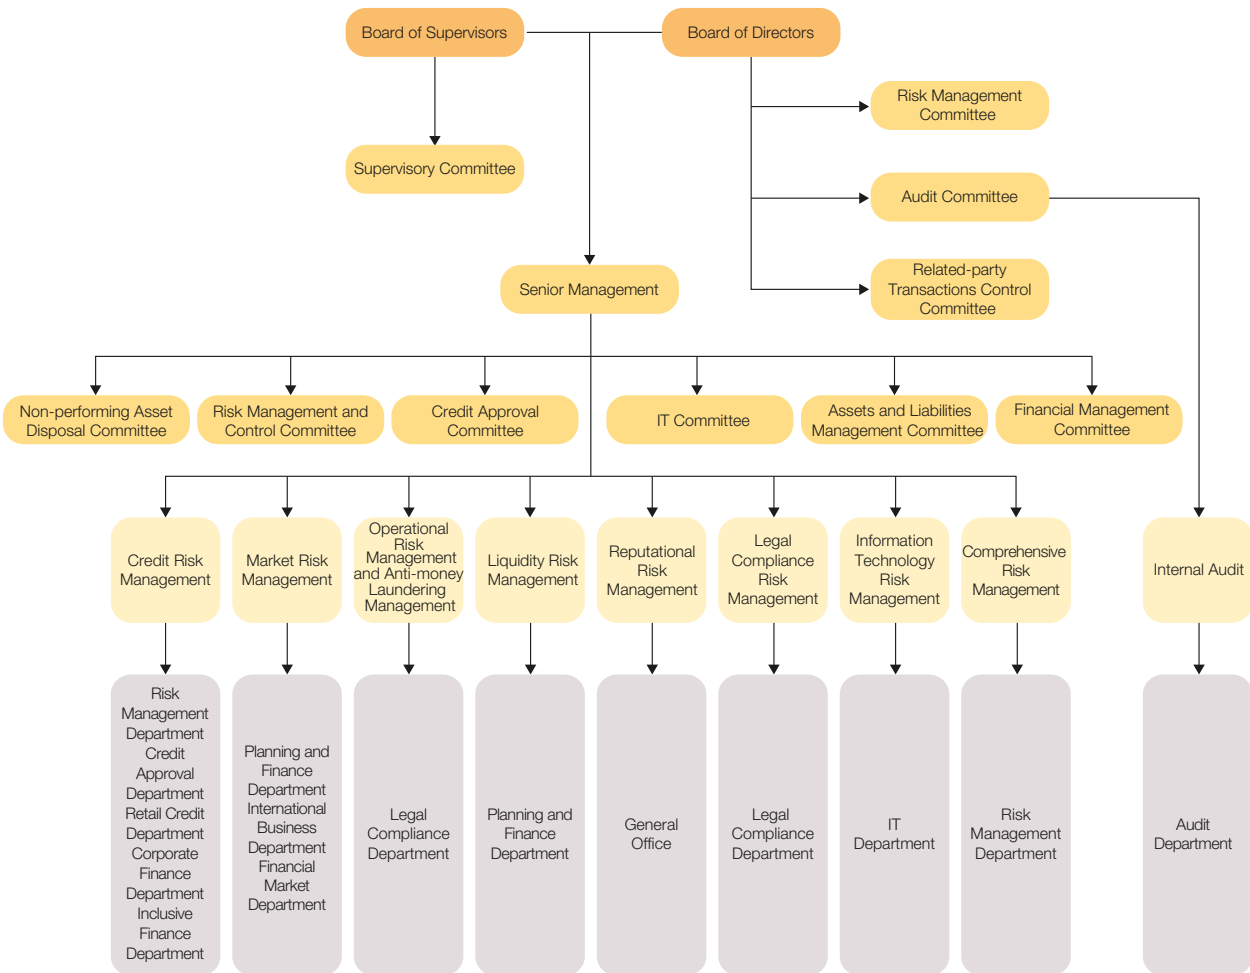 Board of Supervisors
Board of Directors
Risk Management
Committee
Supervisory Committee
Audit Committee
Related-party
Transactions Control
Committee
Senior Management
Non-performing Asset
Disposal Committee
Risk Management and
Control Committee
Credit Approval
Committee
IT Committee
Assets and Liabilities
Management Committee
Financial Management
Committee
Credit Risk
Management
Market Risk
Management
Operational
Risk
Management
and Anti-money
Laundering
Management
Liquidity Risk
Management
Reputational
Risk
Management
Legal
Compliance
Risk
Management
Information
Technology
Risk
Management
Comprehensive
Risk
Management
Internal Audit
Risk
Management
Department
Credit
Approval
Department
Retail Credit
Department
Corporate
Finance
Department
Inclusive
Finance
Department
Planning and
Finance
Department
International
Business
Department
Financial
Market
Department
Legal
Compliance
Department
Planning and
Finance
Department
General
Office
Legal
Compliance
Department
IT
Department
Risk
Management
Department
Audit
Department